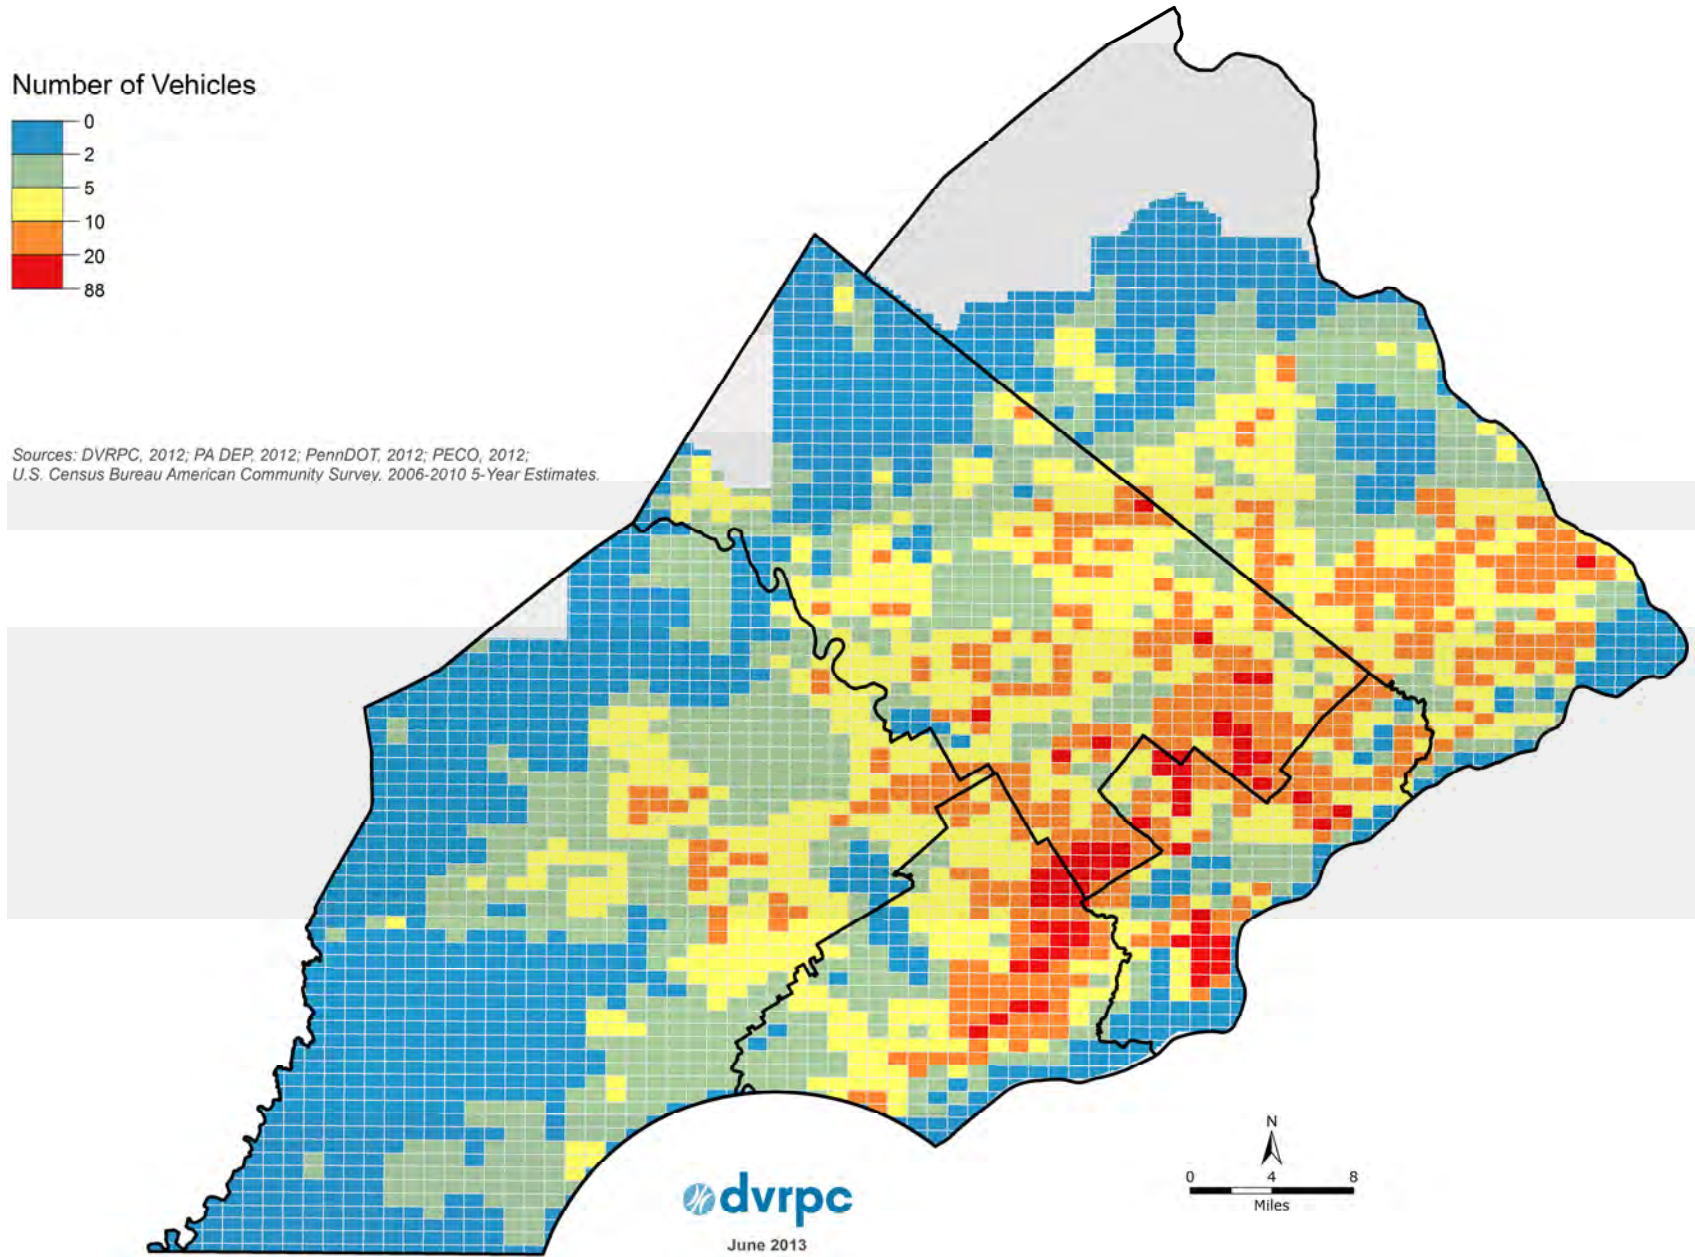 Number of Vehicles
0
2
5
10
20
88
Sources: DVRPC, 2012; PA DEP, 2012; PennDOT, 2012; PECO, 2012;
U.S. Census Bureau American Community Survey. 2006-2010 5-Year Estimates.
N
0 4 8
Miles
dvrpc
June 2013